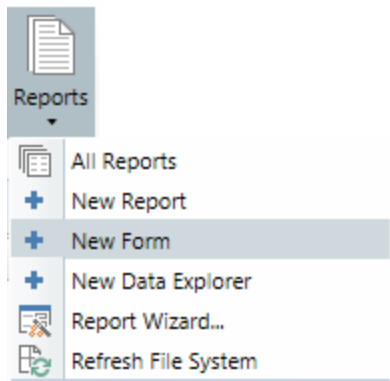 Reports
All Reports
New Report
New Form
New Data Explorer
Report Wizard...
Refresh File System